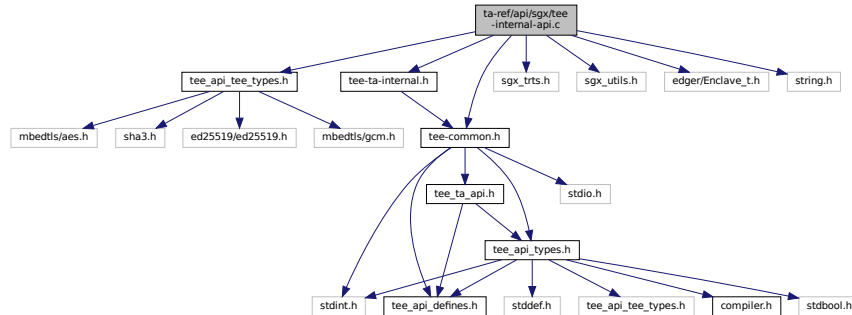 ta-ref/api/sgx/tee
-internal-api.c
tee_api_tee_types.h
tee-ta-internal.h
sgx_trts.h
sgx_utils.h
edger/Enclave_t.h
string.h
mbedtls/aes.h
sha3.h
ed25519/ed25519.h
mbedtls/gcm.h
tee-common.h
tee_ta_api.h
stdio.h
tee_api_types.h
stdint.h
tee_api_defines.h
stddef.h
tee_api_tee_types.h
compiler.h
stdbool.h